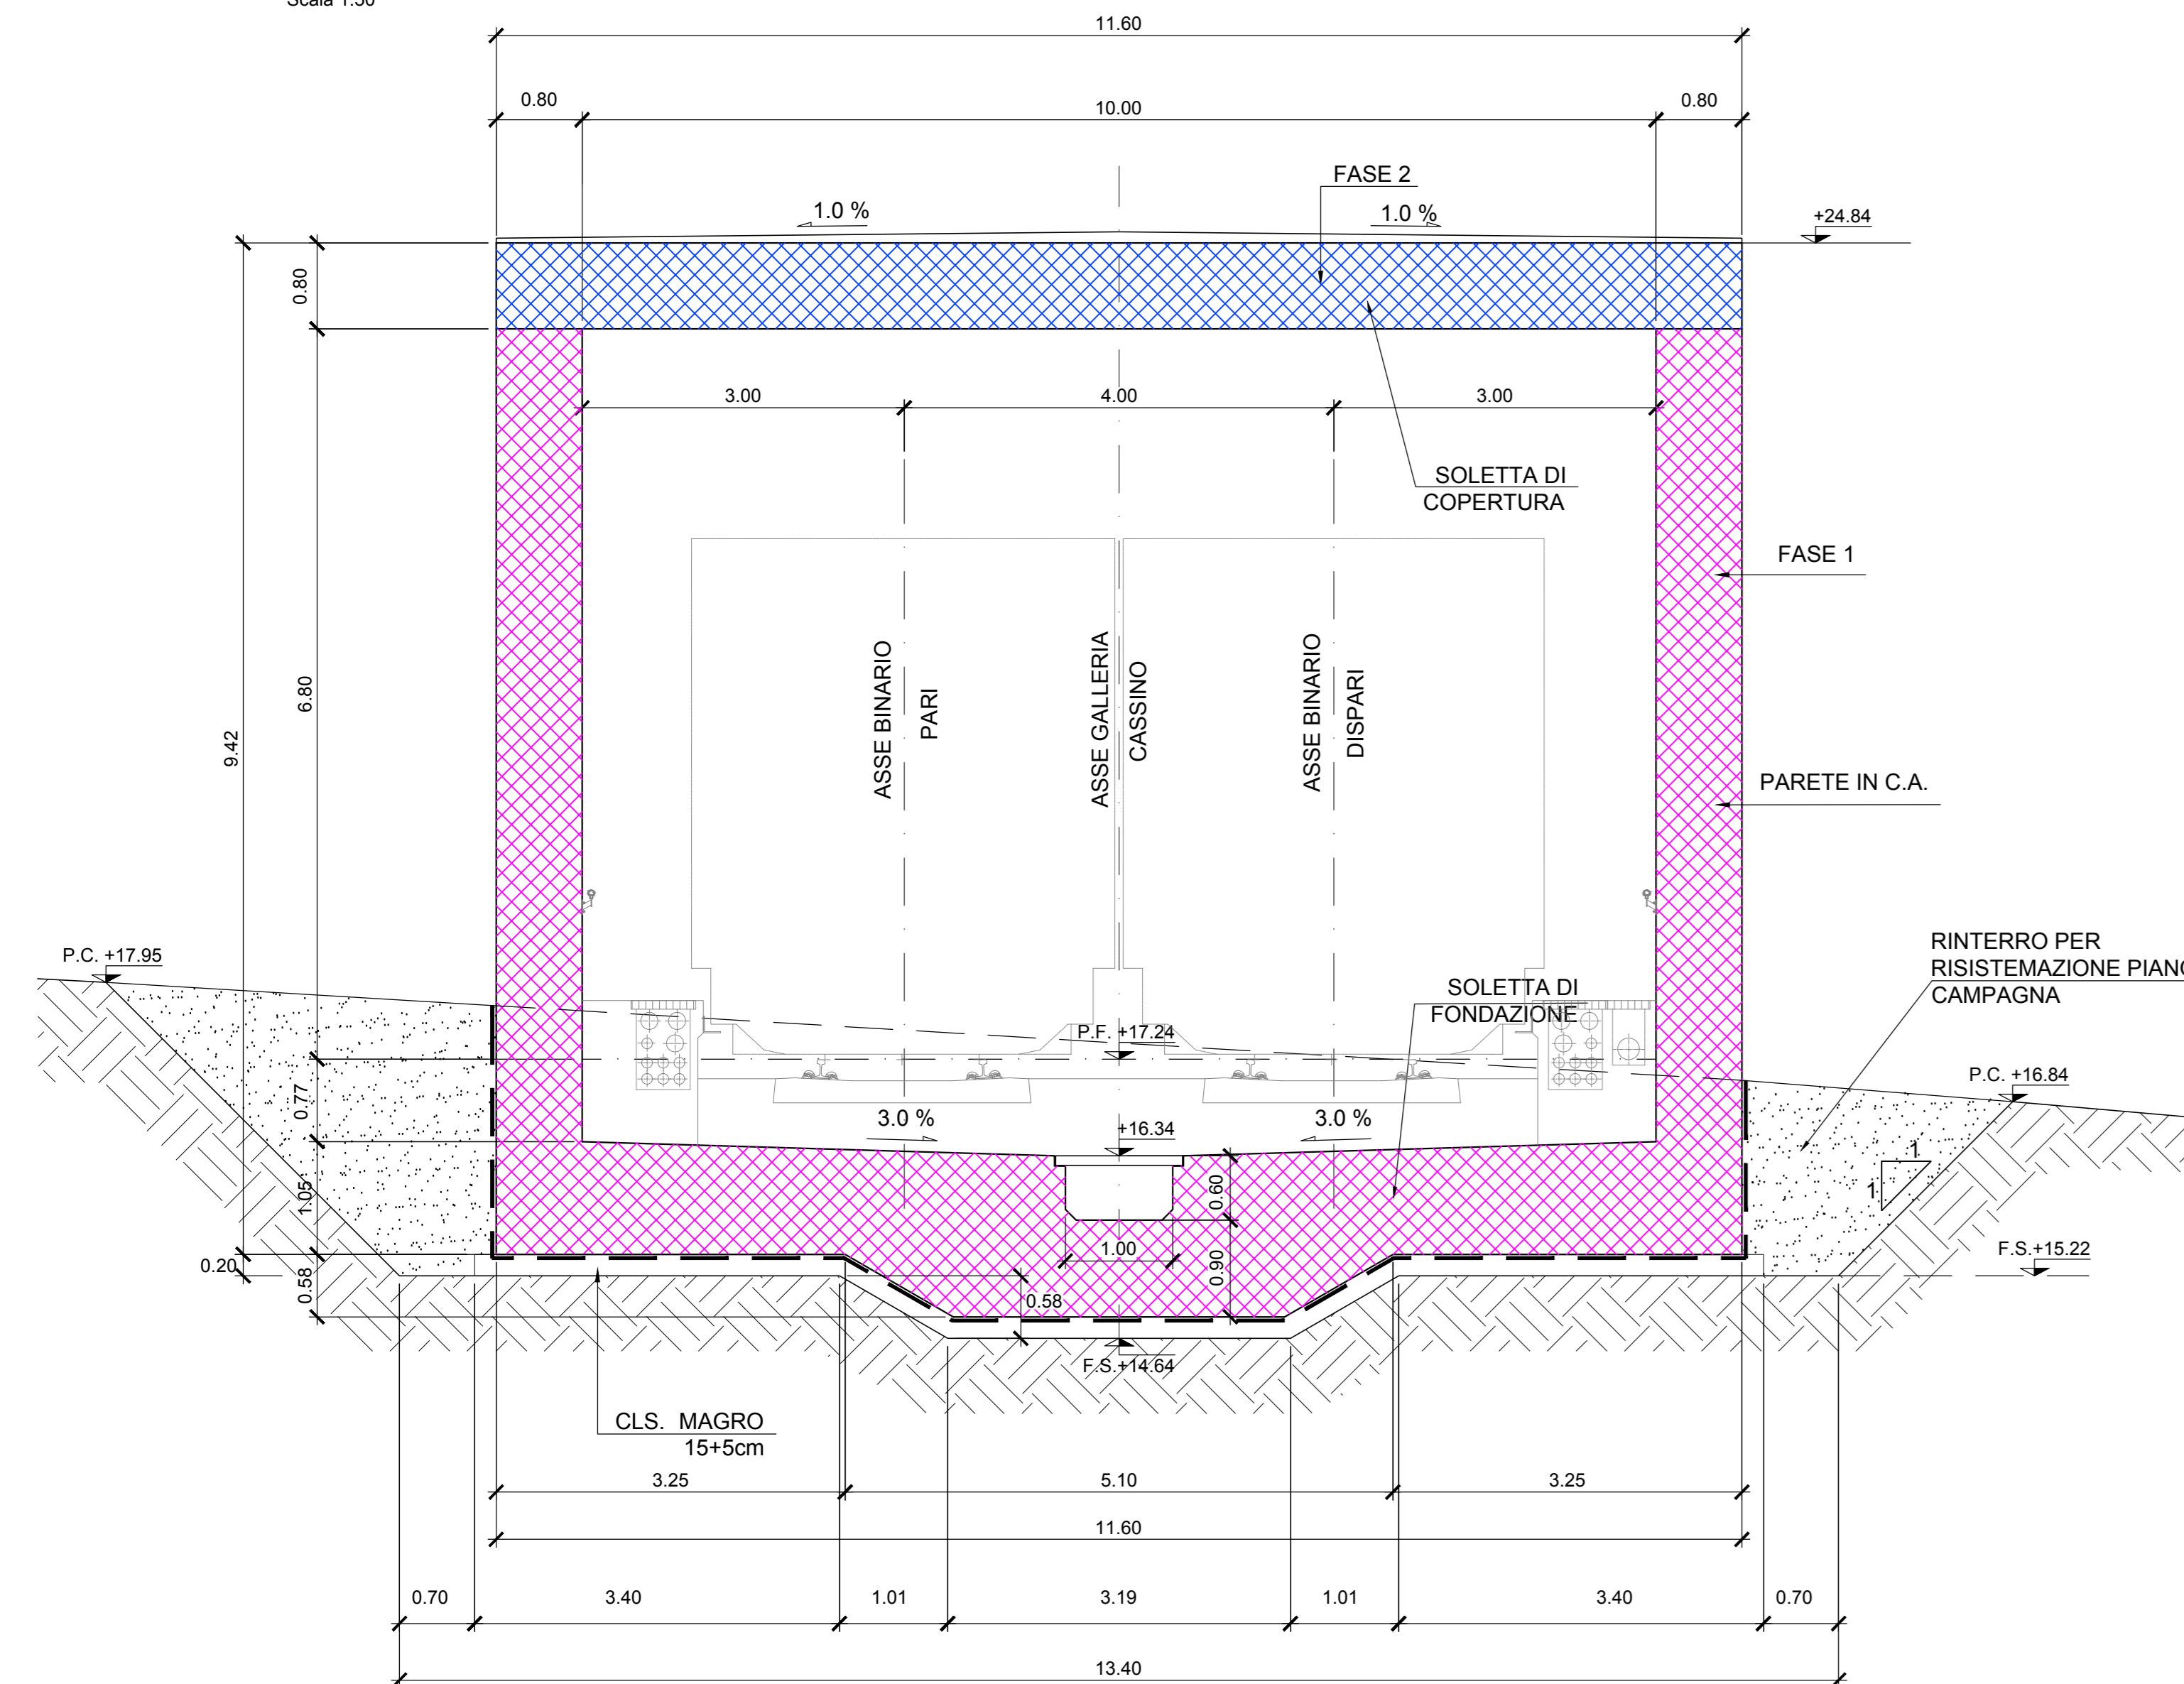 Scala 1:50
11.60
0.80
10.00
0.80
FASE 2
1.0 %
1.0 %
+24.84
0.80
3.00
4.00
3.00
SOLETTA DI
COPERTURA
FASE 1
6.80
9.42
ASSE BINARIO
PARI
ASSE GALLERIA
CASSINO
ASSE BINARIO
DISPARI
PARETE IN C.A.
P.C. +17.95
RINTERRO PER
RISISTEMAZIONE PIANO
CAMPAGNA
SOLETTA DI
FONDAZIONE
P.F. +17.24
P.C. +16.84
0.77
3.0 %
+16.34
3.0 %
1
1
1.05
0.60
1.00
0.90
F.S.+15.22
0.20
0.58
0.58
F.S.+14.64
CLS. MAGRO
15+5cm
3.25
5.10
3.25
11.60
0.70
3.40
1.01
3.19
1.01
3.40
0.70
13.40